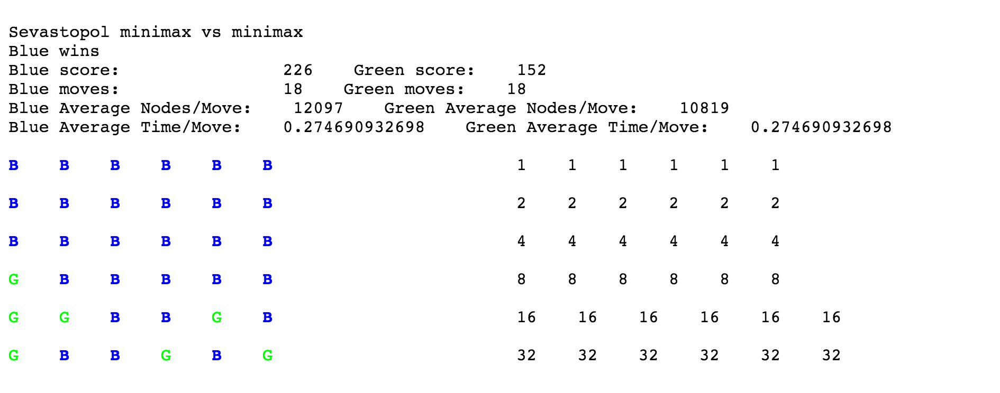 Sevastopol minimax vs minimax
Blue wins
Blue score: 226 Green score: 152
Blue moves: 18 Green moves: 18
Blue Average Nodes/Move: 12097 Green Average Nodes/Move: 10819
Blue Average Time/Move: 0.274690932698 Green Average Time/Move: 0.274690932698
B B B B B B 1 1 1 1 1 1
B B B B B B 2 2 2 2 2 2
B B B B B B 4 4 4 4 4 4
G B B B B B 8 8 8 8 8 8
G G B B G B 16 16 16 16 16 16
G B B G B G 32 32 32 32 32 32